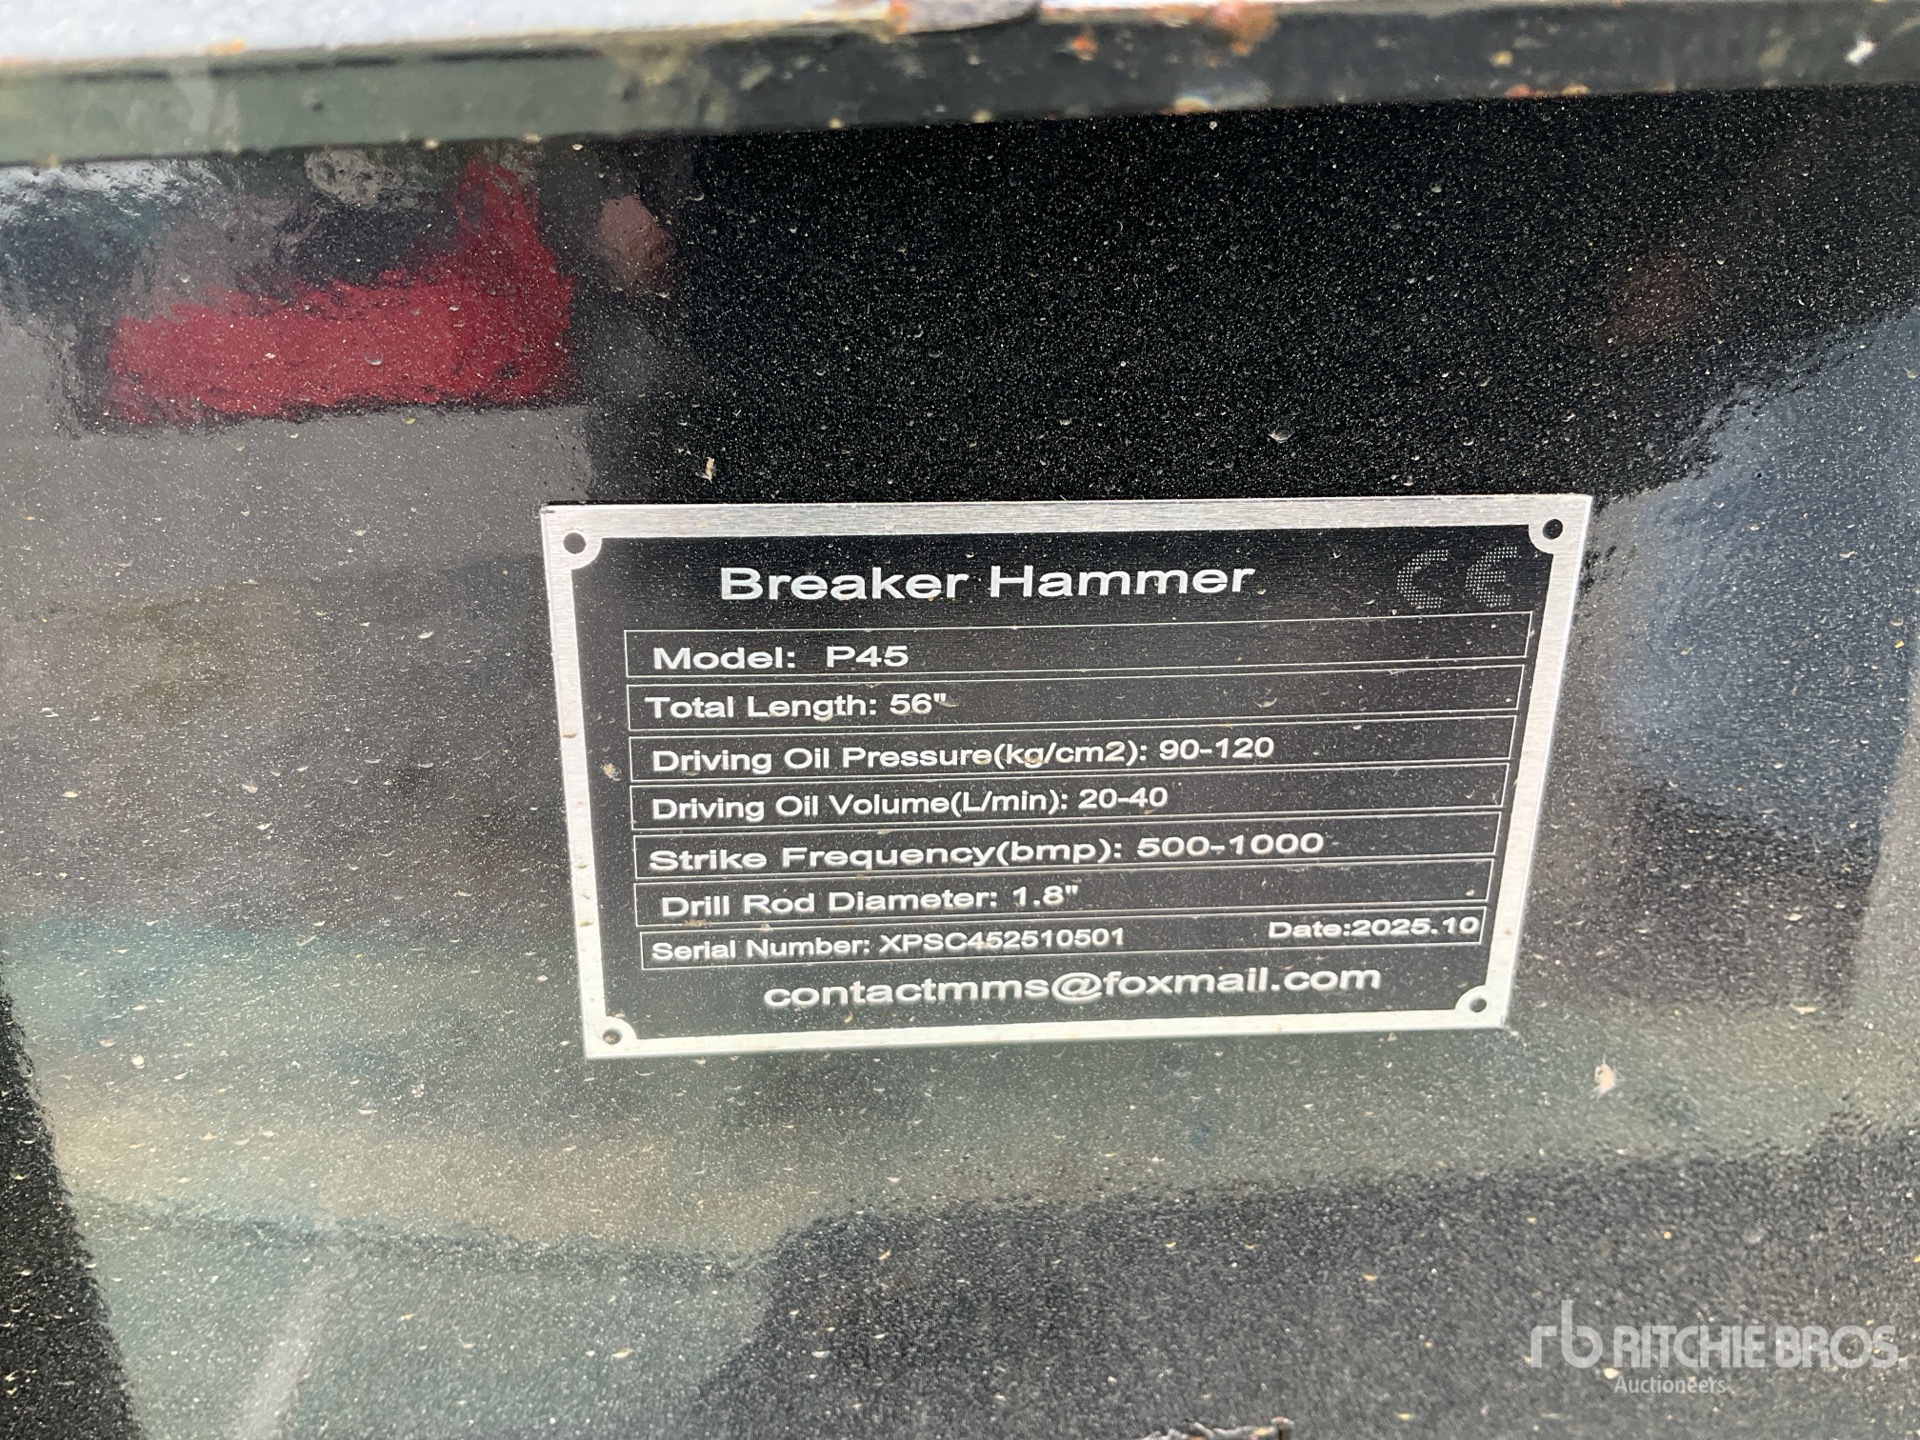 Breaker Hammer CE
Model: P45
Total Length: 56"
Driving Oil Pressure(kg/cm2): 90-120
Driving Oil Volume(L/min): 20-40
Strike Frequency(bmp): 500-1000
Drill Rod Diameter: 1.8"
Serial Number: XPSC452510501 Date:2025.10
contactmms@foxmail.com
rb RITCHIE BROS.
Auctioneers